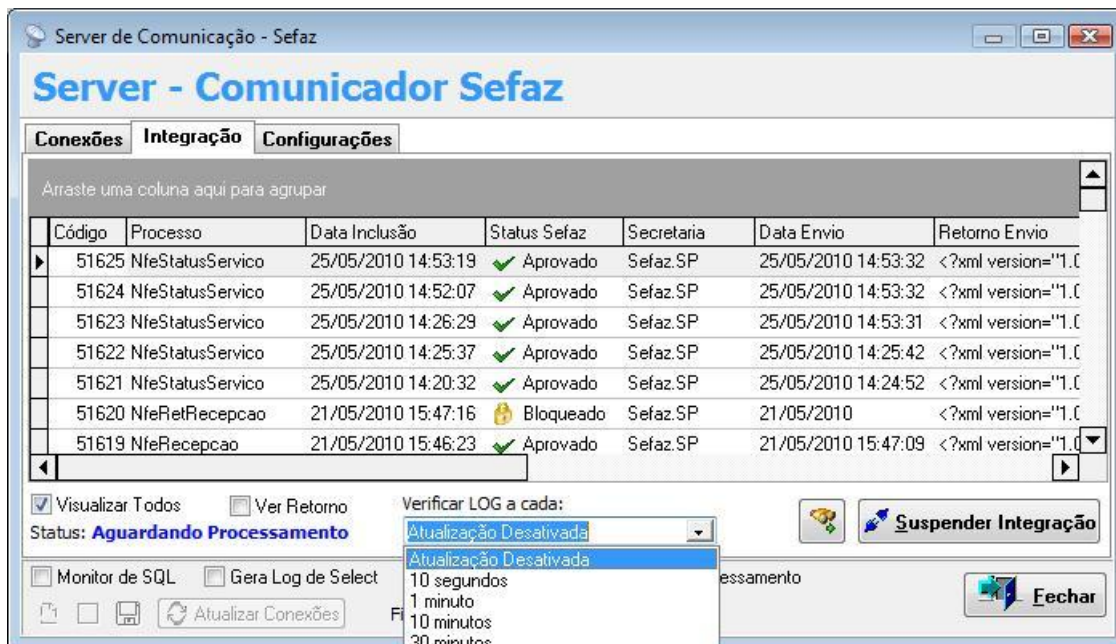 Server de Comunicação - Sefaz
Server - Comunicador Sefaz
Conexões Integração Configurações
Arraste uma coluna aqui para agrupar
Código Processo Data Inclusão Status Sefaz Secretaria Data Envio Retorno Envio
51625 NfeStatusServico 25/05/2010 14:53:19 Aprovado Sefaz.SP 25/05/2010 14:53:32 <?xml version="1.0
51624 NfeStatusServico 25/05/2010 14:52:07 Aprovado Sefaz.SP 25/05/2010 14:53:32 <?xml version="1.0
51623 NfeStatusServico 25/05/2010 14:26:29 Aprovado Sefaz.SP 25/05/2010 14:53:31 <?xml version="1.0
51622 NfeStatusServico 25/05/2010 14:25:37 Aprovado Sefaz.SP 25/05/2010 14:25:42 <?xml version="1.0
51621 NfeStatusServico 25/05/2010 14:20:32 Aprovado Sefaz.SP 25/05/2010 14:24:52 <?xml version="1.0
51620 NfeRetRecepcao 21/05/2010 15:47:16 Bloqueado Sefaz.SP 21/05/2010 <?xml version="1.0
51619 NfeRecepcao 21/05/2010 15:46:23 Aprovado Sefaz.SP 21/05/2010 15:47:09 <?xml version="1.0
Visualizar Todos Ver Retorno Verificar LOG a cada:
Status: Aguardando Processamento Atualização Desativada Suspender Integração
Atualização Desativada
Monitor de SQL Gera Log de Select 10 segundos essamento
1 minuto Fechar
Atualizar Conexões Fi 10 minutos
30 minutos